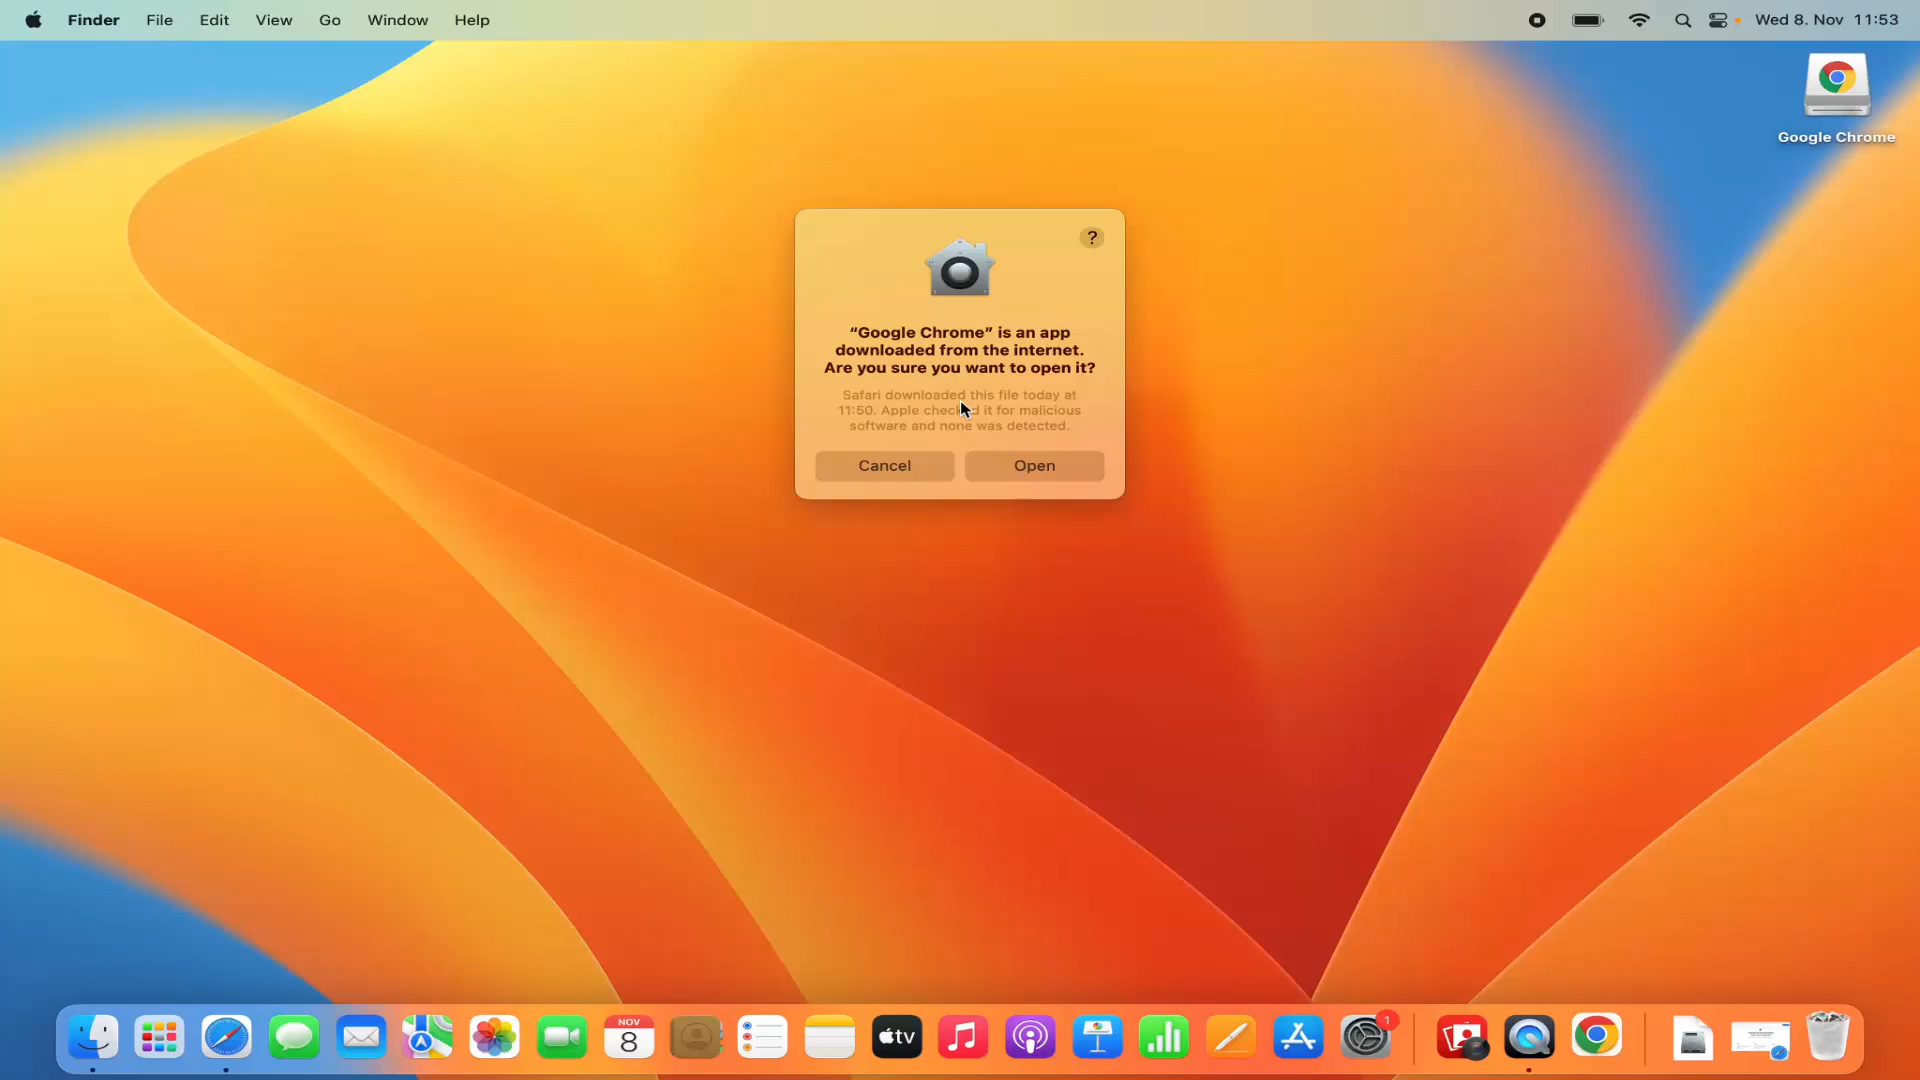 Finder File Edit View Go Window Help Wed 8. Nov 11:53
Google Chrome
?
“Google Chrome” is an app
downloaded from the internet.
Are you sure you want to open it?
Safari downloaded this file today at
11:50. Apple checked it for malicious
software and none was detected.
Cancel Open
NOV
8
tv
1